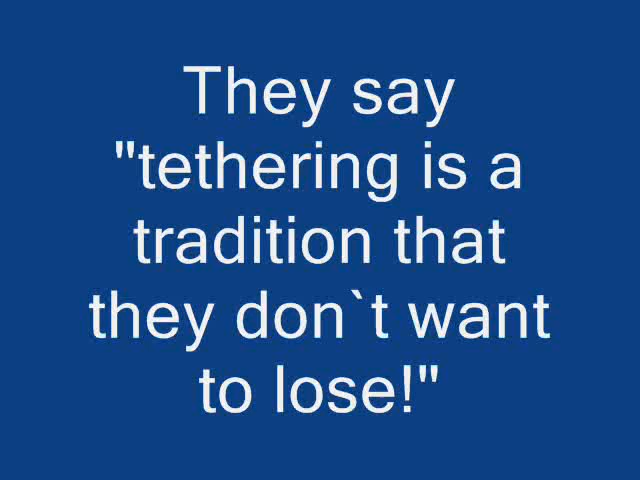 They say
"tethering is a
tradition that
they don`t want
to lose!"